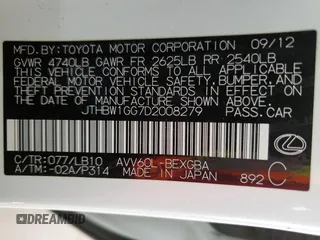 MFD.BY:TOYOTA MOTOR CORPORATION 09/12
GVWR 4740LB GAWR FR 2625LB RR 2540LB
THIS VEHICLE CONFORMS TO ALL APPLICABLE
FEDERAL MOTOR VEHICLE SAFETY, BUMPER, AND
THEFT PREVENTION STANDARDS IN EFFECT ON
THE DATE OF MANUFACTURE SHOWN ABOVE.
JTHBW1GG7D2008279 PASS.CAR
C/TR:077/LB10 AVV60L-BEXGBA
A/TM:-02A/P314 MADE IN JAPAN 892C
DREAMBID